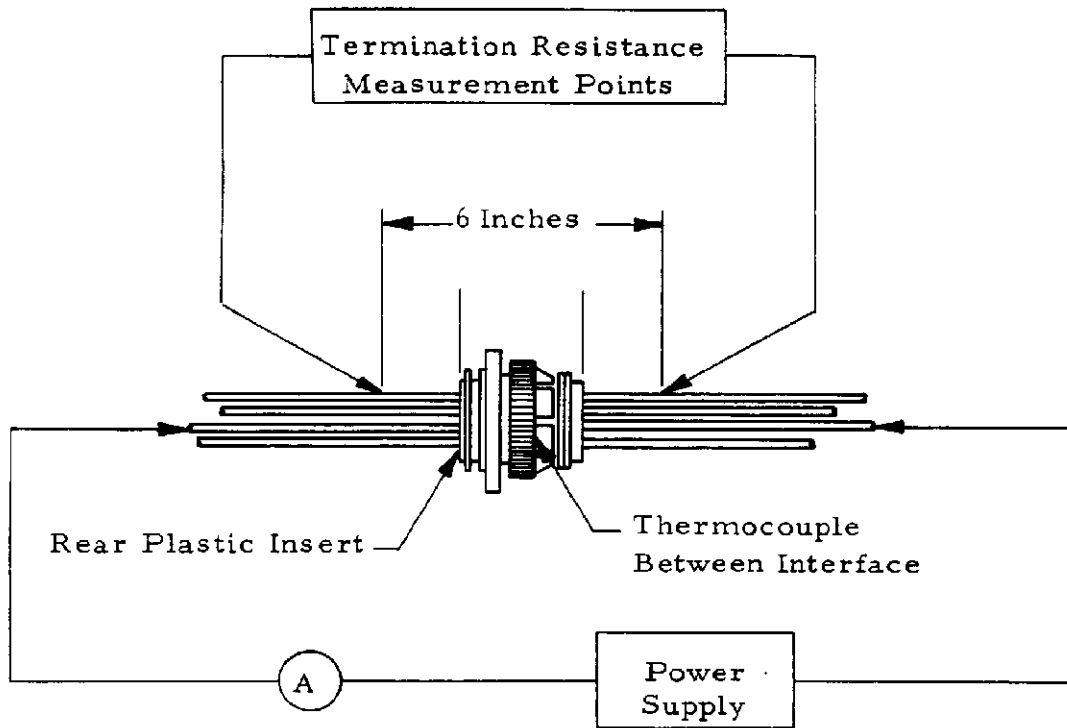 Termination Resistance
Measurement Points
6 Inches
Rear Plastic Insert
Thermocouple
Between Interface
A
Power
Supply